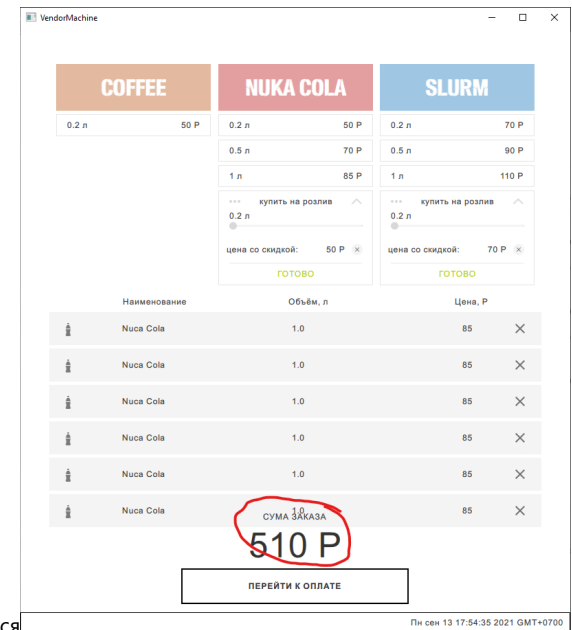 VendorMachine
COFFEE NUKA COLA SLURM
0.2 л 50 Р 0.2 л 50 Р 0.2 л 70 Р
0.5 л 70 Р 0.5 л 90 Р
1 л 85 Р 1 л 110 Р
купить на розлив купить на розлив
0.2 л 0.2 л
цена со скидкой: 50 Р цена со скидкой: 70 Р
ГОТОВО ГОТОВО
Наименование Объём, л Цена, Р
Nuca Cola 1.0 85
Nuca Cola 1.0 85
Nuca Cola 1.0 85
Nuca Cola 1.0 85
Nuca Cola 1.0 85
Nuca Cola 1.0 85
СУМА ЗАКАЗА
510 Р
ПЕРЕЙТИ К ОПЛАТЕ
Пн сен 13 17:54:35 2021 GMT+0700
ся